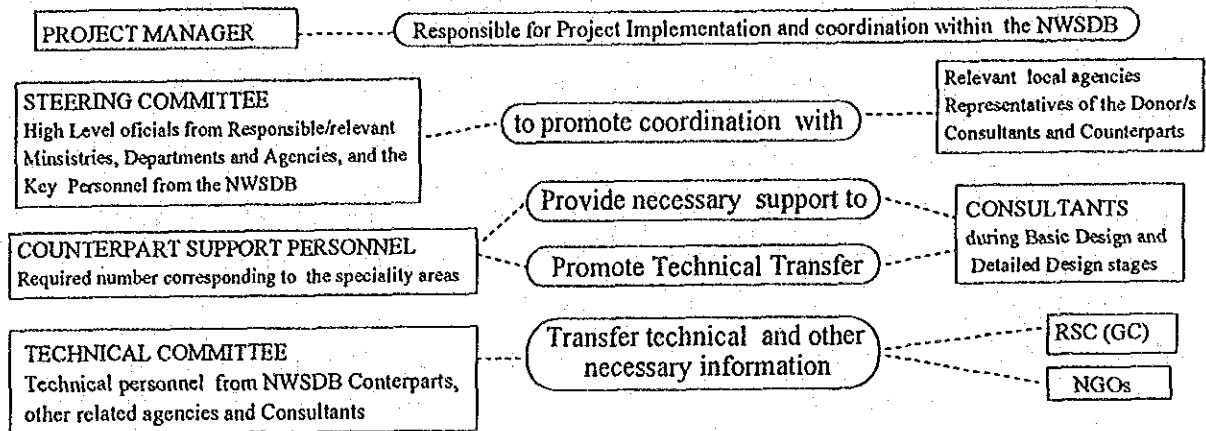 PROJECT MANAGER
Responsible for Project Implementation and coordination within the NWSDB
STEERING COMMITTEE
High Level oficials from Responsible/relevant
Minsistries, Departments and Agencies, and the
Key Personnel from the NWSDB
to promote coordination with
Relevant local agencies
Representatives of the Donor/s
Consultants and Counterparts
COUNTERPART SUPPORT PERSONNEL
Required number corresponding to the speciality areas
Provide necessary support to
Promote Technical Transfer
CONSULTANTS
during Basic Design and
Detailed Design stages
TECHNICAL COMMITTEE
Technical personnel from NWSDB Conterparts,
other related agencies and Consultants
Transfer technical and other
necessary information
RSC (GC)
NGOs